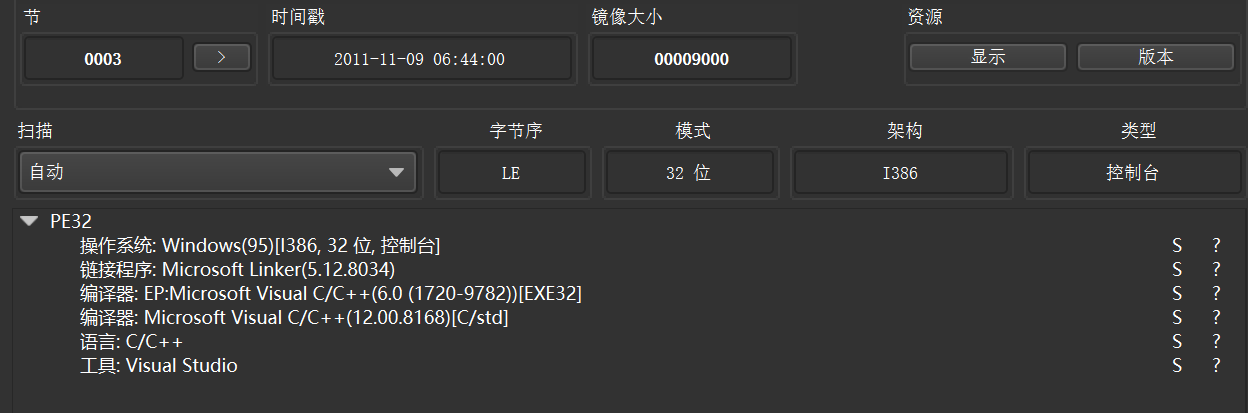 节 时间戳 镜像大小 资源
0003 > 2011-11-09 06:44:00 00009000 显示 版本
扫描 字节序 模式 架构 类型
自动 LE 32 位 I386 控制台
PE32
操作系统: Windows(95)[I386, 32 位, 控制台] S ?
链接程序: Microsoft Linker(5.12.8034) S ?
编译器: EP:Microsoft Visual C/C++(6.0 (1720-9782))[EXE32] S ?
编译器: Microsoft Visual C/C++(12.00.8168)[C/std] S ?
语言: C/C++ S ?
工具: Visual Studio S ?